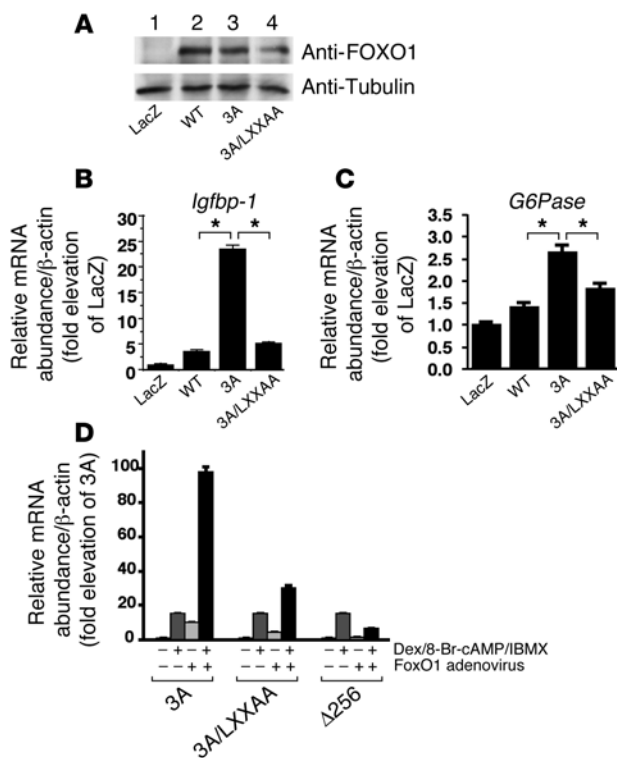 A
1 2 3 4
Anti-FOXO1
Anti-Tubulin
LacZ WT 3A 3A/LXXAA
B
Igfbp-1
Relative mRNA
abundance/β-actin
(fold elevation
of LacZ)
30
25
20
15
10
5
0
* *
LacZ WT 3A 3A/LXXAA
C
G6Pase
Relative mRNA
abundance/β-actin
(fold elevation
of LacZ)
3.5
3.0
2.5
2.0
1.5
1.0
0.0
* *
LacZ WT 3A 3A/LXXAA
D
Relative mRNA
abundance/β-actin
(fold elevation of 3A)
100
80
60
40
20
0
– + – + – + – + – + – + Dex/8-Br-cAMP/IBMX
– – + + – – + + – – + + FoxO1 adenovirus
3A 3A/LXXAA Δ256